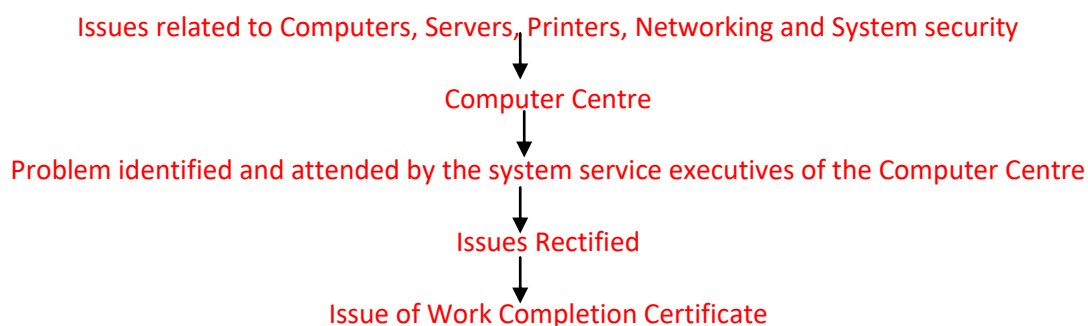 Issues related to Computers, Servers, Printers, Networking and System security
Computer Centre
Problem identified and attended by the system service executives of the Computer Centre
Issues Rectified
Issue of Work Completion Certificate